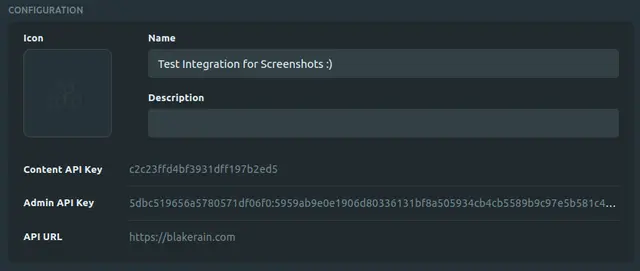 CONFIGURATION
Icon
Name
Test Integration for Screenshots :)
Description
Content API Key
c2c23ffd4bf3931dff197b2ed5
Admin API Key
5dbc519656a5780571df06f0:5959ab9e0e1906d80336131bf8a505934cb4cb5589b9c97e5b581c4...
API URL
https://blakerain.com